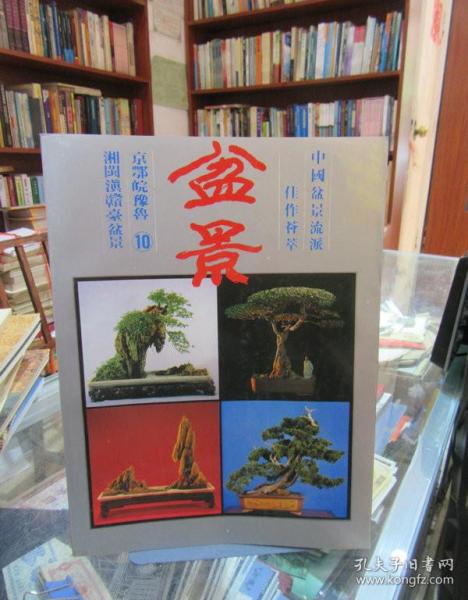 中國盆景流派
佳作薈萃
盆景
京鄂皖豫魯 10
湘閩滇贛臺盆景
孔夫子旧书网
www.kongfz.com